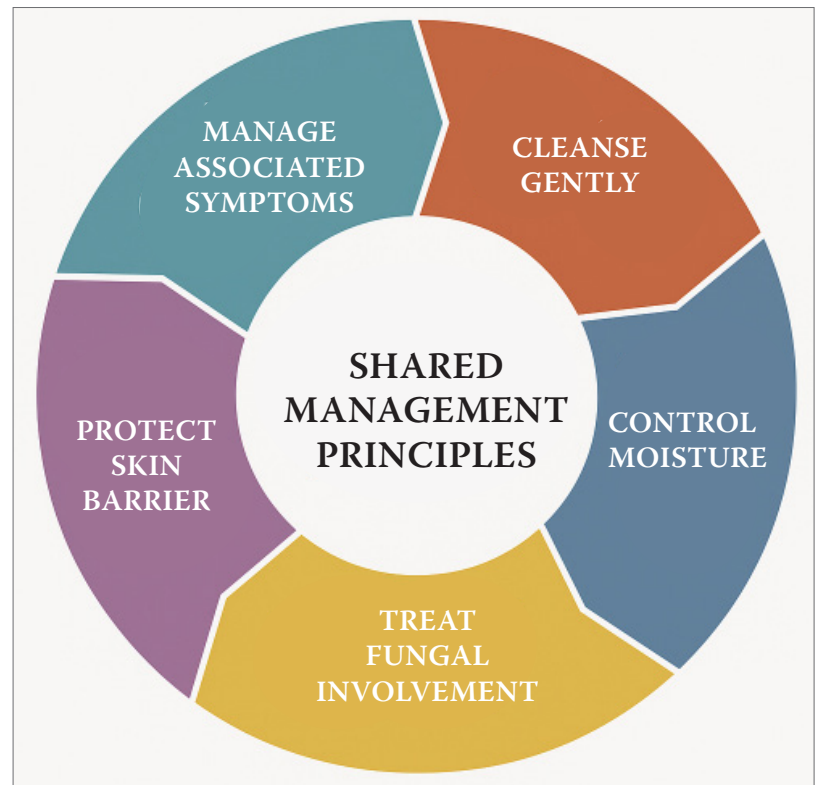 SHARED
MANAGEMENT
PRINCIPLES
CLEANSE
GENTLY
CONTROL
MOISTURE
TREAT
FUNGAL
INVOLVEMENT
PROTECT
SKIN
BARRIER
MANAGE
ASSOCIATED
SYMPTOMS